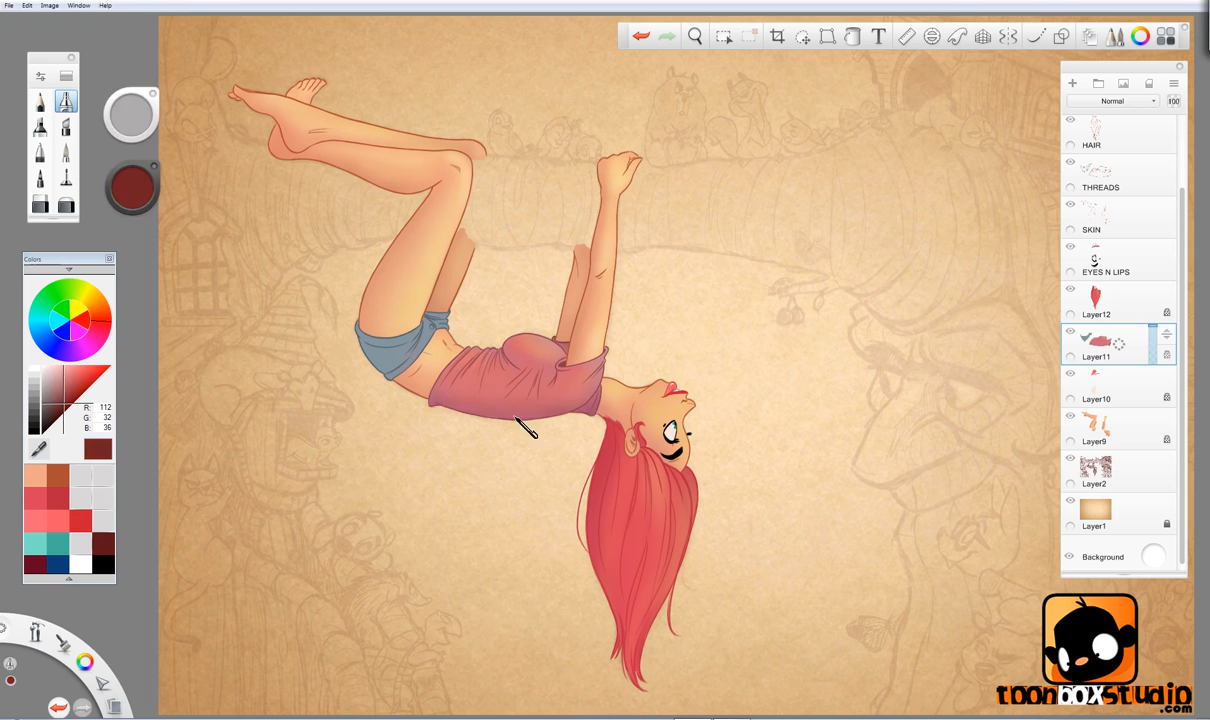 File Edit Image Window Help
Normal 100
HAIR
THREADS
SKIN
EYES N LIPS
Layer12
Layer11
Layer10
Layer9
Layer2
Layer1
Background
Colors
R: 112
G: 32
B: 36
T
toonboxstudio
.com